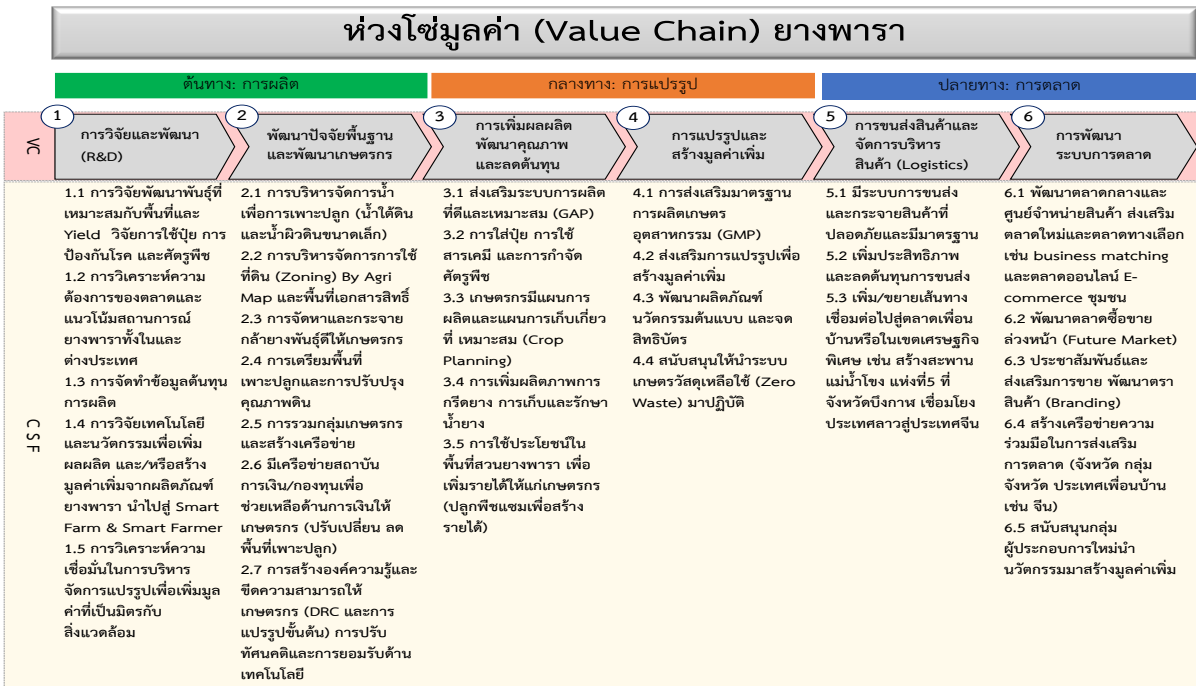 ห่วงโซ่มูลค่า (Value Chain) ยางพารา
ต้นทาง: การผลิต
กลางทาง: การแปรรูป
ปลายทาง: การตลาด
VC
1
การวิจัยและพัฒนา
(R&D)
2
พัฒนาปัจจัยพื้นฐาน
และพัฒนาเกษตรกร
3
การเพิ่มผลผลิต
พัฒนาคุณภาพ
และลดต้นทุน
4
การแปรรูปและ
สร้างมูลค่าเพิ่ม
5
การขนส่งสินค้าและ
จัดการบริหาร
สินค้า (Logistics)
6
การพัฒนา
ระบบการตลาด
CSF
1.1 การวิจัยพัฒนาพันธุ์ที่
เหมาะสมกับพื้นที่และ
Yield วิจัยการใช้ปุ๋ย การ
ป้องกันโรค และศัตรูพืช
1.2 การวิเคราะห์ความ
ต้องการของตลาดและ
แนวโน้มสถานการณ์
ยางพาราทั้งในและ
ต่างประเทศ
1.3 การจัดทำข้อมูลต้นทุน
การผลิต
1.4 การวิจัยเทคโนโลยี
และนวัตกรรมเพื่อเพิ่ม
ผลผลิต และ/หรือสร้าง
มูลค่าเพิ่มจากผลิตภัณฑ์
ยางพารา นำไปสู่ Smart
Farm & Smart Farmer
1.5 การวิเคราะห์ความ
เชื่อมั่นในการบริหาร
จัดการแปรรูปเพื่อเพิ่มมูล
ค่าที่เป็นมิตรกับ
สิ่งแวดล้อม
2.1 การบริหารจัดการน้ำ
เพื่อการเพาะปลูก (น้ำใต้ดิน
และน้ำผิวดินขนาดเล็ก)
2.2 การบริหารจัดการการใช้
ที่ดิน (Zoning) By Agri
Map และพื้นที่เอกสารสิทธิ์
2.3 การจัดหาและกระจาย
กล้ายางพันธุ์ดีให้เกษตรกร
2.4 การเตรียมพื้นที่
เพาะปลูกและการปรับปรุง
คุณภาพดิน
2.5 การรวมกลุ่มเกษตรกร
และสร้างเครือข่าย
2.6 มีเครือข่ายสถาบัน
การเงิน/กองทุนเพื่อ
ช่วยเหลือด้านการเงินให้
เกษตรกร (ปรับเปลี่ยน ลด
พื้นที่เพาะปลูก)
2.7 การสร้างองค์ความรู้และ
ขีดความสามารถให้
เกษตรกร (DRC และการ
แปรรูปขั้นต้น) การปรับ
ทัศนคติและการยอมรับด้าน
เทคโนโลยี
3.1 ส่งเสริมระบบการผลิต
ที่ดีและเหมาะสม (GAP)
3.2 การใส่ปุ๋ย การใช้
สารเคมี และการกำจัด
ศัตรูพืช
3.3 เกษตรกรมีแผนการ
ผลิตและแผนการเก็บเกี่ยว
ที่ เหมาะสม (Crop
Planning)
3.4 การเพิ่มผลิตภาพการ
กรีดยาง การเก็บและรักษา
น้ำยาง
3.5 การใช้ประโยชน์ใน
พื้นที่สวนยางพารา เพื่อ
เพิ่มรายได้ให้แก่เกษตรกร
(ปลูกพืชแซมเพื่อสร้าง
รายได้)
4.1 การส่งเสริมมาตรฐาน
การผลิตเกษตร
อุตสาหกรรม (GMP)
4.2 ส่งเสริมการแปรรูปเพื่อ
สร้างมูลค่าเพิ่ม
4.3 พัฒนาผลิตภัณฑ์
นวัตกรรมต้นแบบ และจด
สิทธิบัตร
4.4 สนับสนุนให้นำระบบ
เกษตรวัสดุเหลือใช้ (Zero
Waste) มาปฏิบัติ
5.1 มีระบบการขนส่ง
และกระจายสินค้าที่
ปลอดภัยและมีมาตรฐาน
5.2 เพิ่มประสิทธิภาพ
และลดต้นทุนการขนส่ง
5.3 เพิ่ม/ขยายเส้นทาง
เชื่อมต่อไปสู่ตลาดเพื่อน
บ้านหรือในเขตเศรษฐกิจ
พิเศษ เช่น สร้างสะพาน
แม่น้ำโขง แห่งที่5 ที่
จังหวัดบึงกาฬ เชื่อมโยง
ประเทศลาวสู่ประเทศจีน
6.1 พัฒนาตลาดกลางและ
ศูนย์จำหน่ายสินค้า ส่งเสริม
ตลาดใหม่และตลาดทางเลือก
เช่น business matching
และตลาดออนไลน์ E-
commerce ชุมชน
6.2 พัฒนาตลาดซื้อขาย
ล่วงหน้า (Future Market)
6.3 ประชาสัมพันธ์และ
ส่งเสริมการขาย พัฒนาตรา
สินค้า (Branding)
6.4 สร้างเครือข่ายความ
ร่วมมือในการส่งเสริม
การตลาด (จังหวัด กลุ่ม
จังหวัด ประเทศเพื่อนบ้าน
เช่น จีน)
6.5 สนับสนุนกลุ่ม
ผู้ประกอบการใหม่นำ
นวัตกรรมมาสร้างมูลค่าเพิ่ม